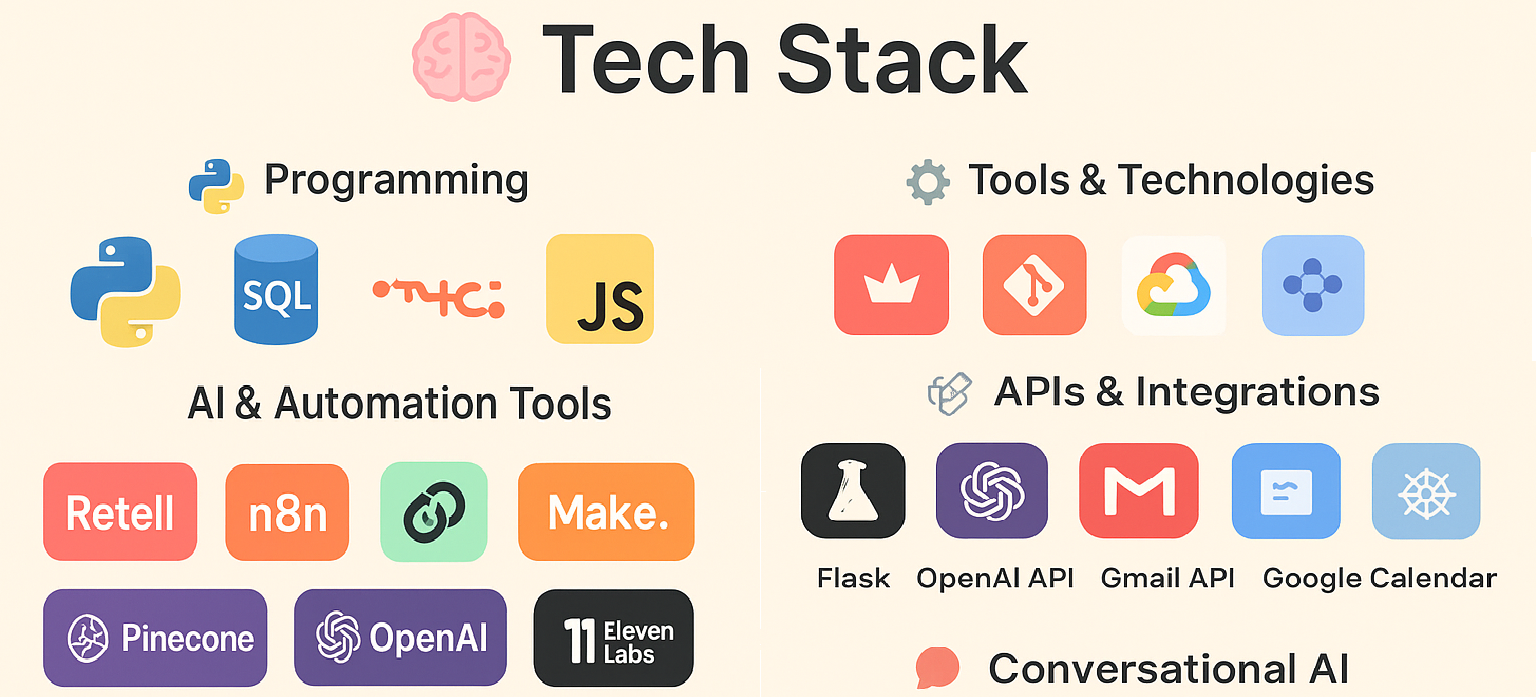 Tech Stack
Programming
SQL
JS
AI & Automation Tools
Retell
n8n
Make.
Pinecone
OpenAI
11 Eleven
Labs
Tools & Technologies
APIs & Integrations
Flask
OpenAI API
Gmail API
Google Calendar
Conversational AI